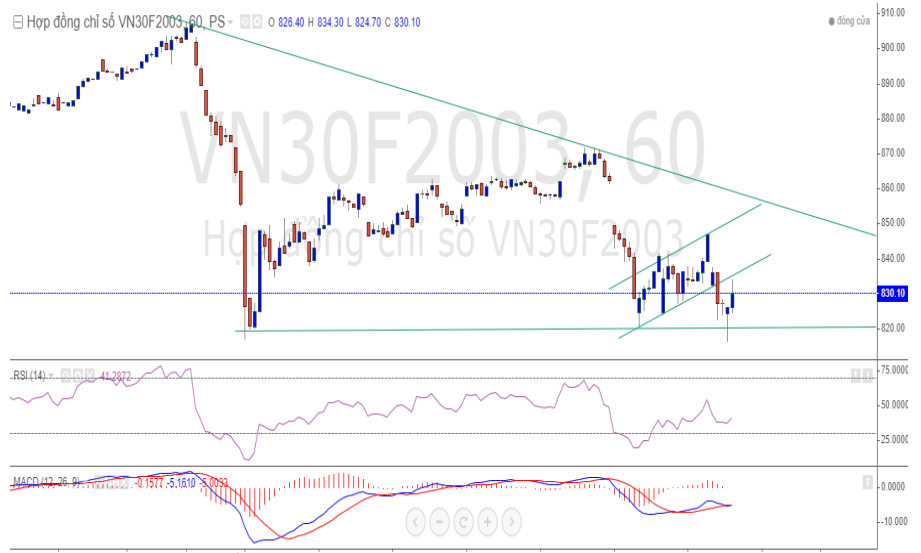 Hợp đồng chỉ số VN30F2003, 60, PS O 826.40 H 834.30 L 824.70 C 830.10
đóng cửa
VN30F2003, 60
Hợp đồng chỉ số VN30F2003
910.00
900.00
890.00
880.00
870.00
860.00
850.00
840.00
830.10
820.00
RSI (14) 41.2872
75.0000
50.0000
25.0000
MACD (12, 26, 9) -0.1577 -5.1610 -5.0033
0.0000
-10.0000